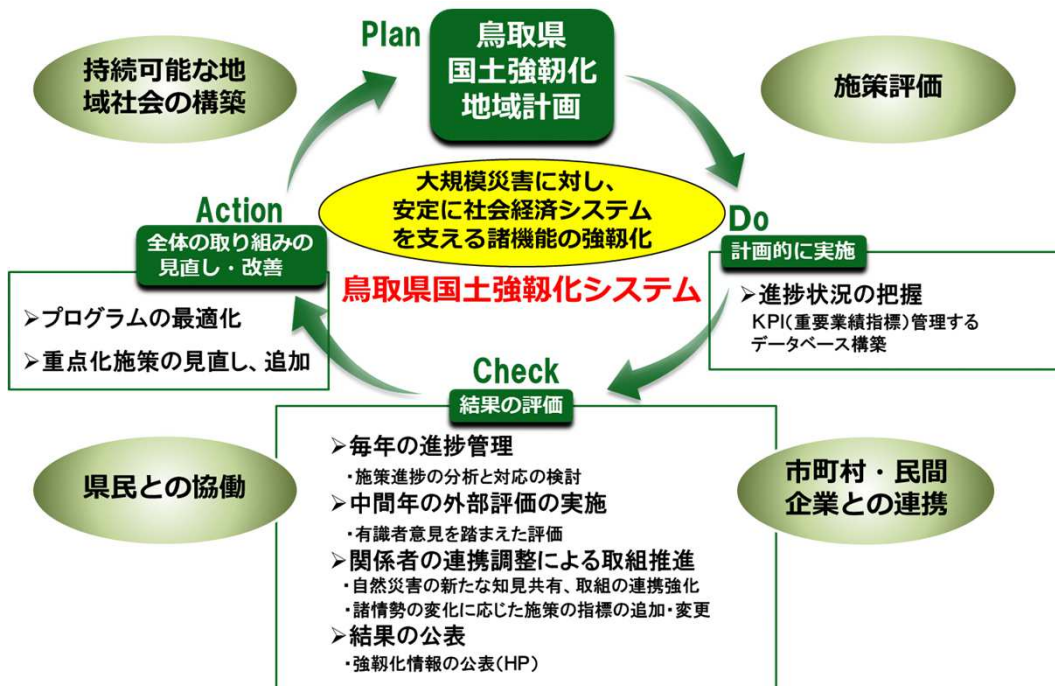 Plan
鳥取県
国土強靭化
地域計画
持続可能な地
域社会の構築
施策評価
大規模災害に対し、
安定に社会経済システム
を支える諸機能の強靭化
鳥取県国土強靱化システム
Do
計画的に実施
➢進捗状況の把握
KPI(重要業績指標)管理する
データベース構築
Action
全体の取り組みの
見直し・改善
➢プログラムの最適化
➢重点化施策の見直し、追加
Check
結果の評価
➢毎年の進捗管理
・施策進捗の分析と対応の検討
➢中間年の外部評価の実施
・有識者意見を踏まえた評価
➢関係者の連携調整による取組推進
・自然災害の新たな知見共有、取組の連携強化
・諸情勢の変化に応じた施策の指標の追加・変更
➢結果の公表
・強靱化情報の公表(HP)
県民との協働
市町村・民間
企業との連携